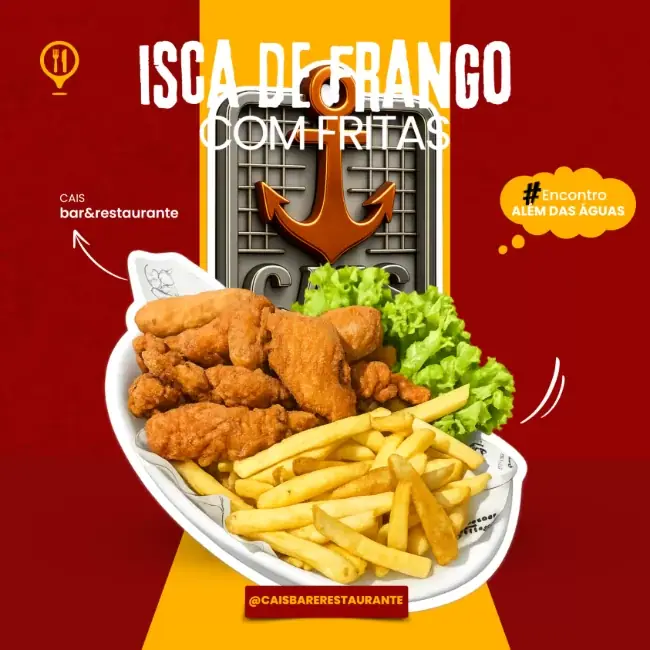 ISCA DE FRANGO
COM FRITAS
CAIS
bar&restaurante
#Encontro
ALÉM DAS ÁGUAS
@CAISBARERESTAURANTE